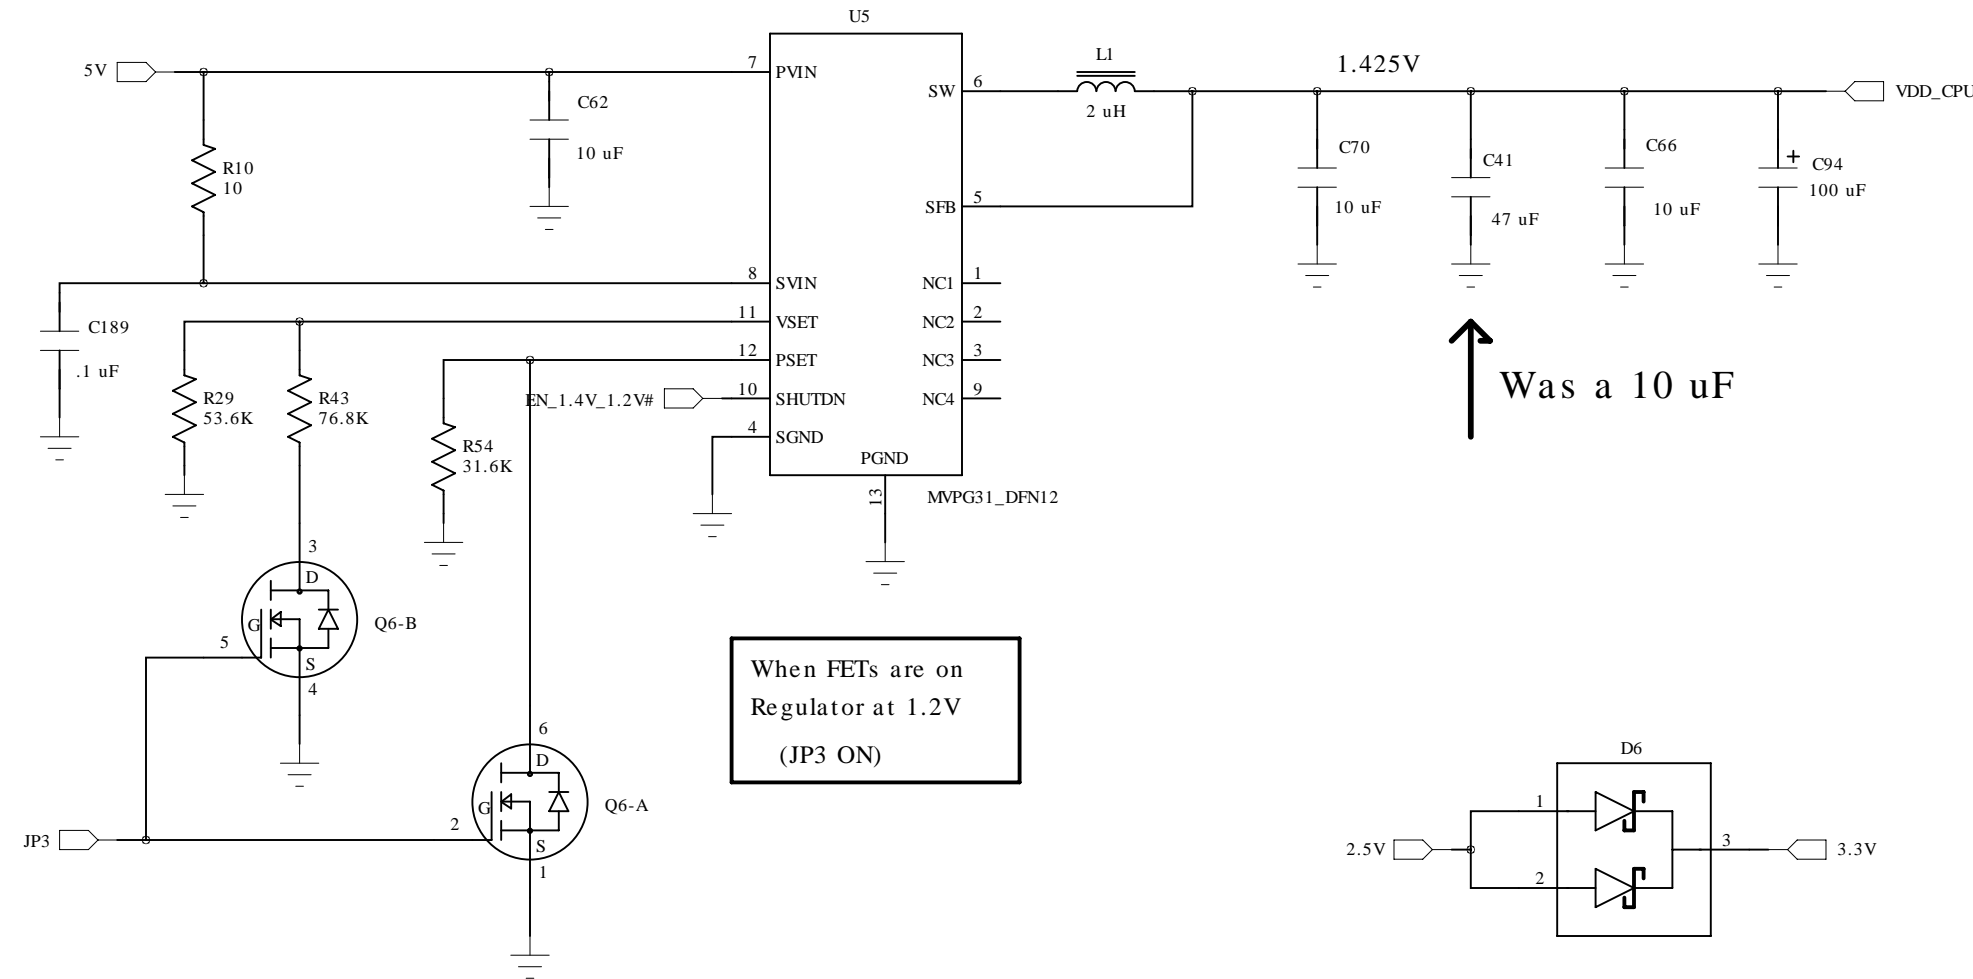 U5
5V
7
PVIN
C62
10 uF
R10
10
SW
6
L1
2 uH
1.425V
VDD_CPU
C70
10 uF
C41
47 uF
C66
10 uF
+
C94
100 uF
SFB
5
8
SVIN
NC1
1
C189
.1 uF
11
VSET
NC2
2
12
PSET
NC3
3
EN_1.4V_1.2V#
10
SHUTDN
NC4
9
R29
53.6K
R43
76.8K
4
SGND
R54
31.6K
PGND
13
MVPG31_DFN12
Was a 10 uF
3
D
G
5
S
4
Q6-B
6
D
G
2
S
1
Q6-A
JP3
When FETs are on
Regulator at 1.2V
(JP3 ON)
D6
1
2.5V
2
3
3.3V